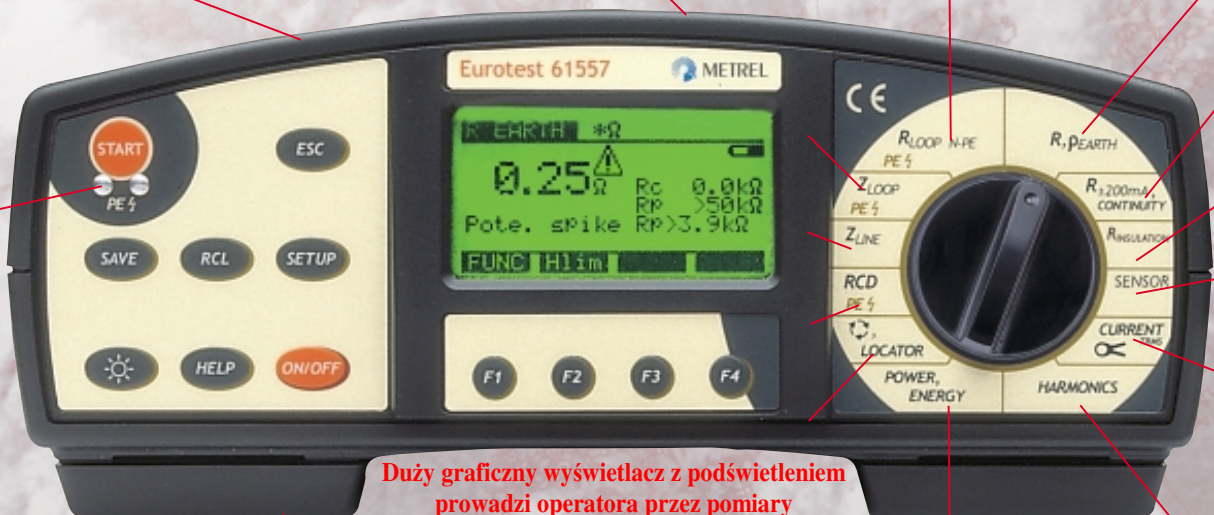 Eurotest 61557
METREL
START
PE
ESC
SAVE
RCL
SETUP
HELP
ON/OFF
R EARTH *Ω
0.25Ω
Rc 0.0kΩ
Rp >50kΩ
Pote. spike Rp>3.9kΩ
FUNC Hlim
F1
F2
F3
F4
CE
RLOOP N-PE
PE
ZLOOP
PE
ZLINE
RCD
PE
LOCATOR
POWER,
ENERGY
R,ρEARTH
R±200mA,
CONTINUITY
RINSULATION
SENSOR
CURRENT
TRMS
HARMONICS
Duży graficzny wyświetlacz z podświetleniem
prowadzi operatora przez pomiary